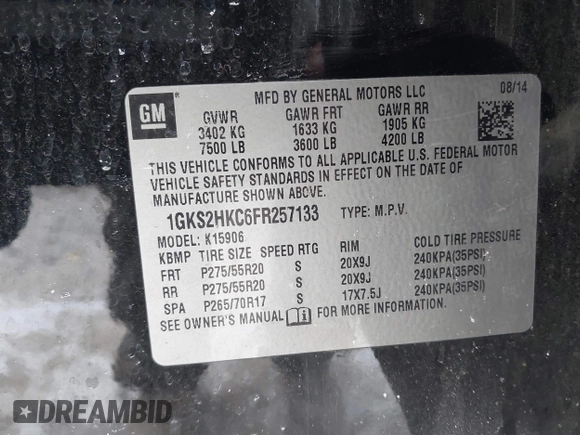 GM
MFD BY GENERAL MOTORS LLC 08/14
GVWR GAWR FRT GAWR RR
3402 KG 1633 KG 1905 KG
7500 LB 3600 LB 4200 LB
THIS VEHICLE CONFORMS TO ALL APPLICABLE U.S. FEDERAL MOTOR
VEHICLE SAFETY STANDARDS IN EFFECT ON THE DATE OF
MANUFACTURE SHOWN ABOVE.
1GKS2HKC6FR257133 TYPE: M.P.V.
MODEL: K15906
KBMP TIRE SIZE SPEED RTG RIM COLD TIRE PRESSURE
FRT P275/55R20 S 20X9J 240KPA(35PSI)
RR P275/55R20 S 20X9J 240KPA(35PSI)
SPA P265/70R17 S 17X7.5J 240KPA(35PSI)
SEE OWNER'S MANUAL FOR MORE INFORMATION.
DREAMBID